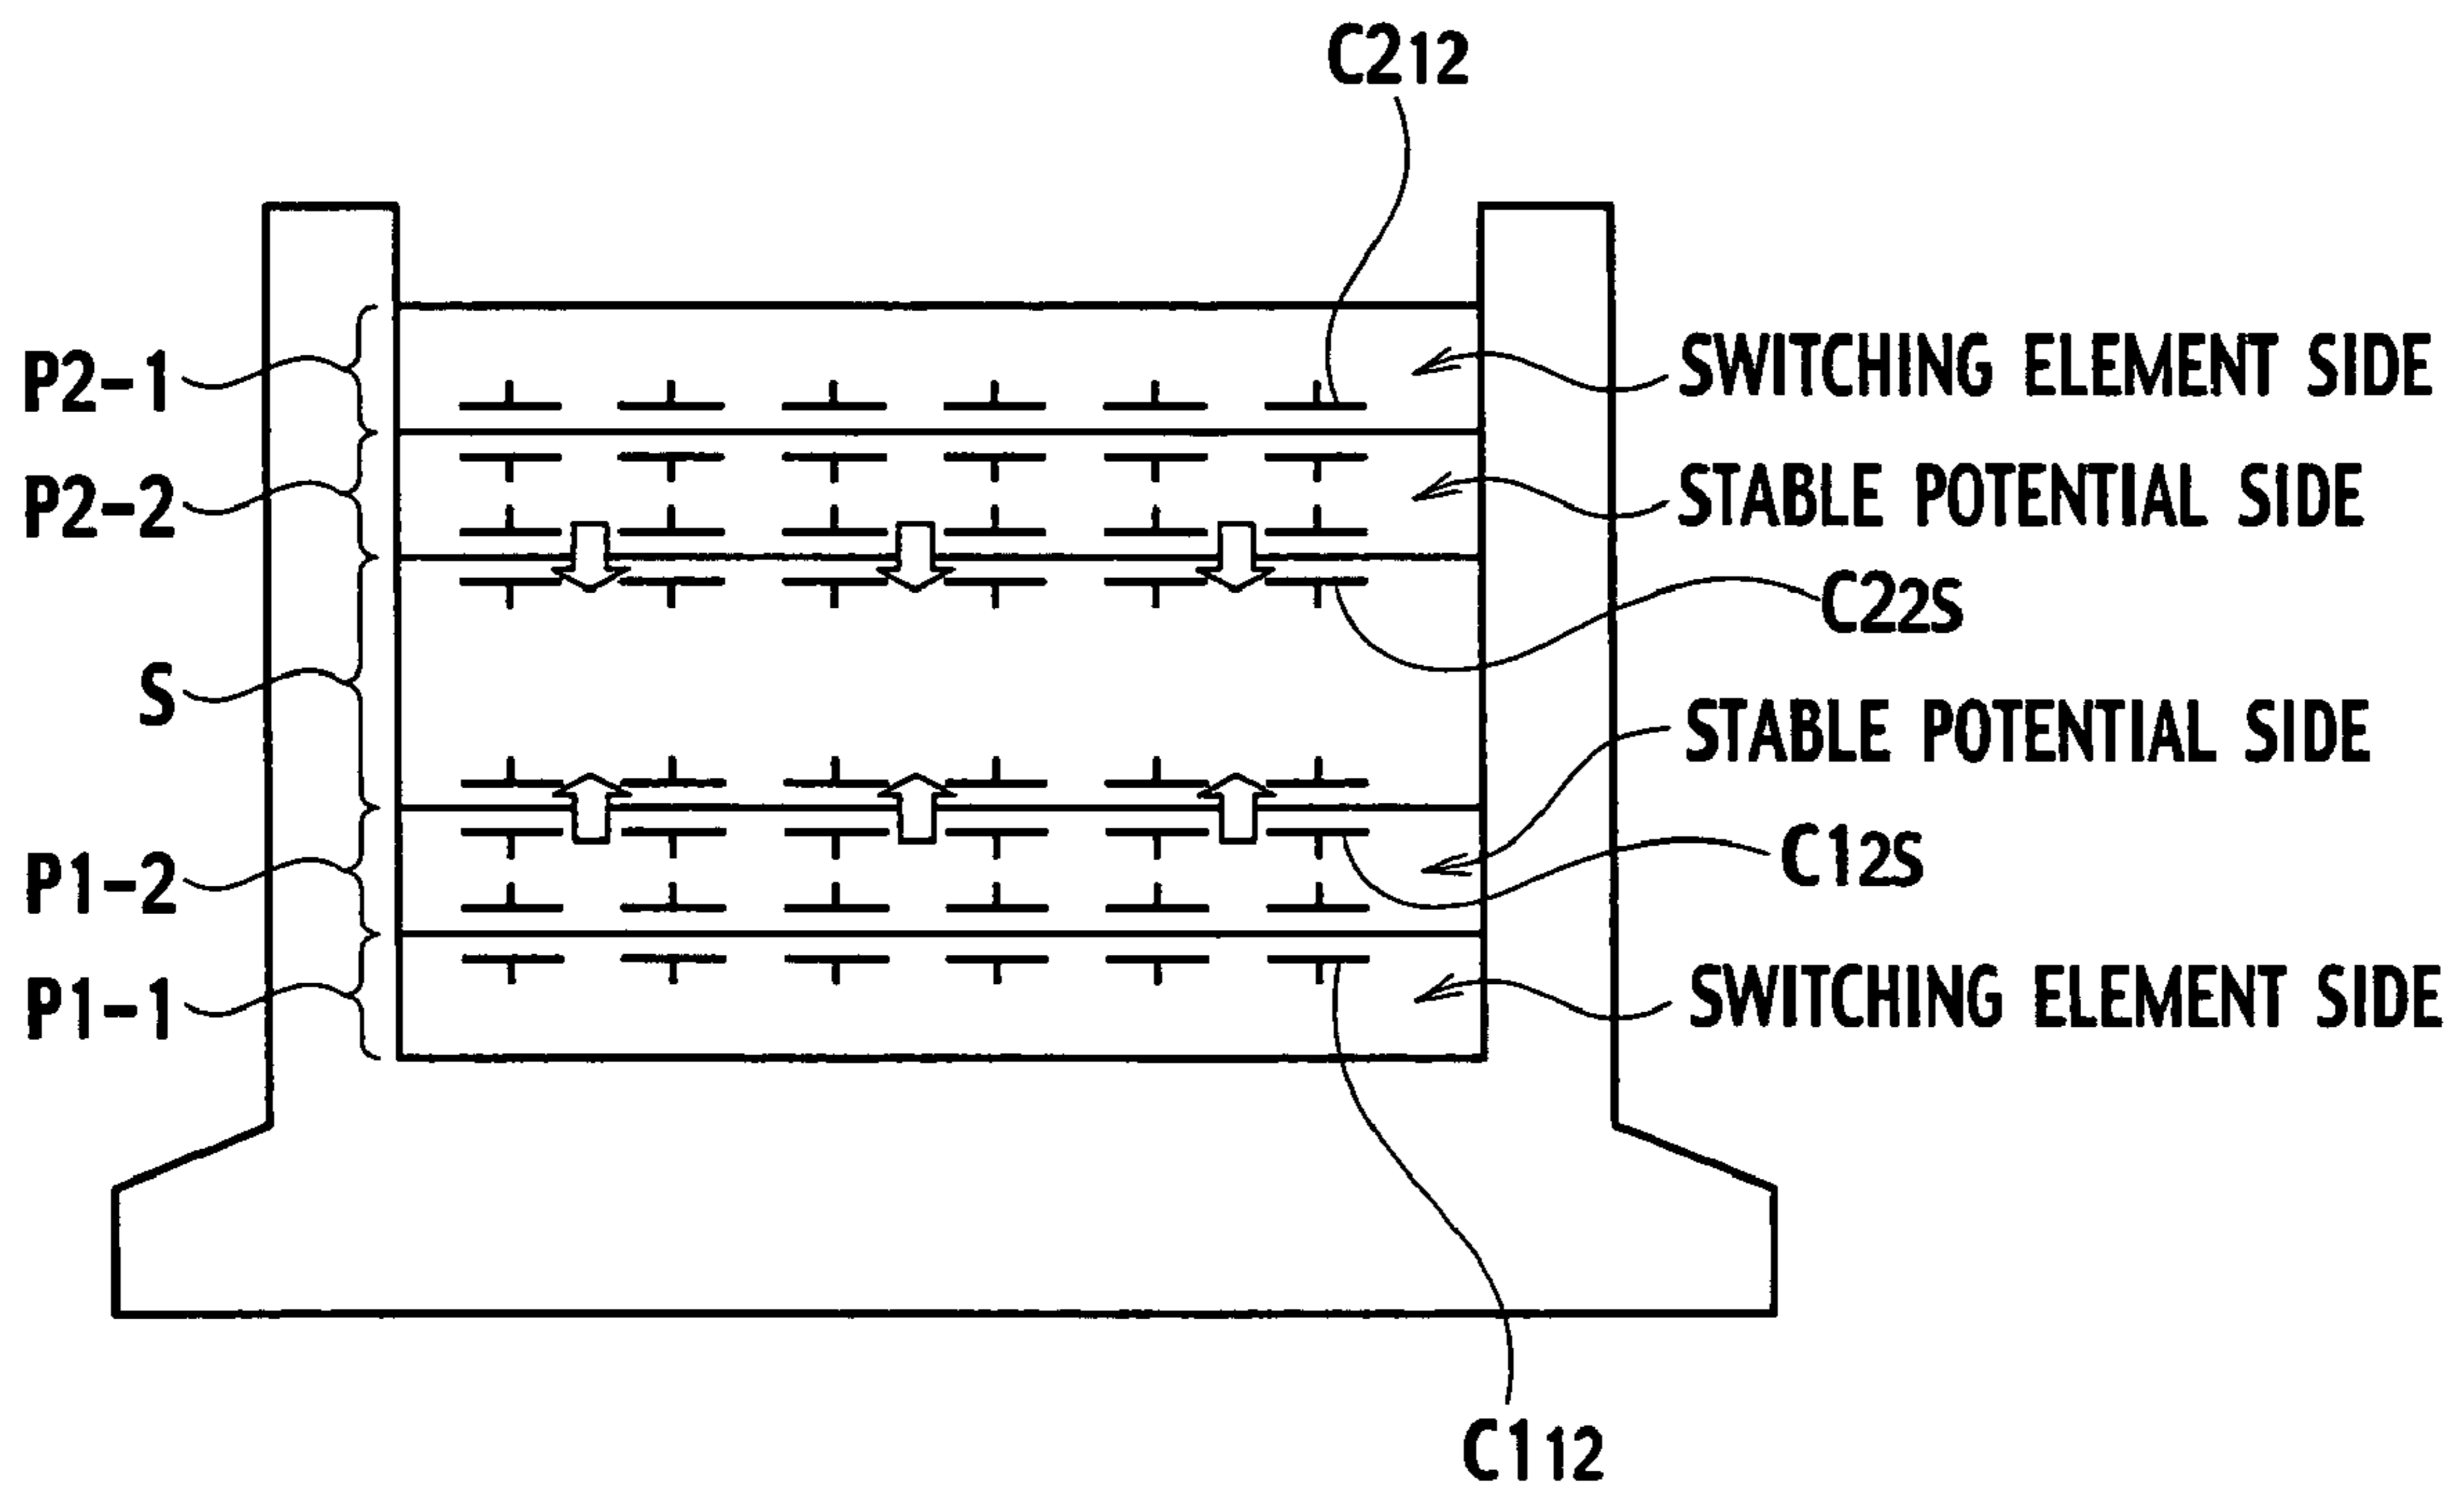 C212
P2-1
SWITCHING ELEMENT SIDE
P2-2
STABLE POTENTIAL SIDE
C22S
S
STABLE POTENTIAL SIDE
C12S
P1-2
P1-1
SWITCHING ELEMENT SIDE
C112